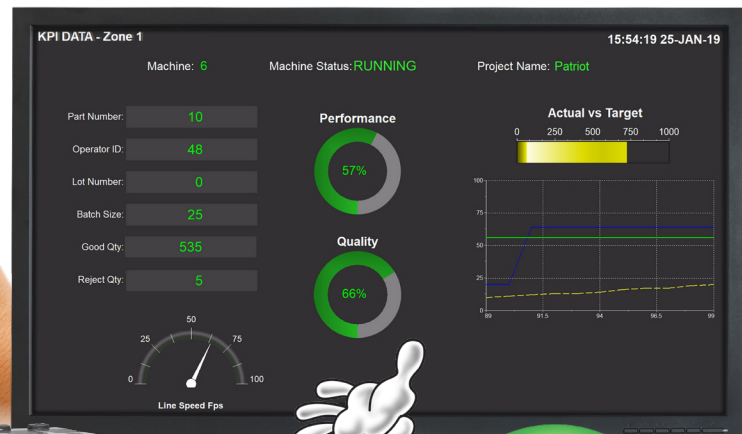 KPI DATA - Zone 1
15:54:19 25-JAN-19
Machine: 6
Machine Status: RUNNING
Project Name: Patriot
Part Number: 10
Operator ID: 48
Lot Number: 0
Batch Size: 25
Good Qty: 535
Reject Qty: 5
Performance
57%
Quality
66%
Actual vs Target
0 250 500 750 1000
100
75
50
25
0
89 91.5 94 96.5 99
0 25 50 75 100
Line Speed Fps